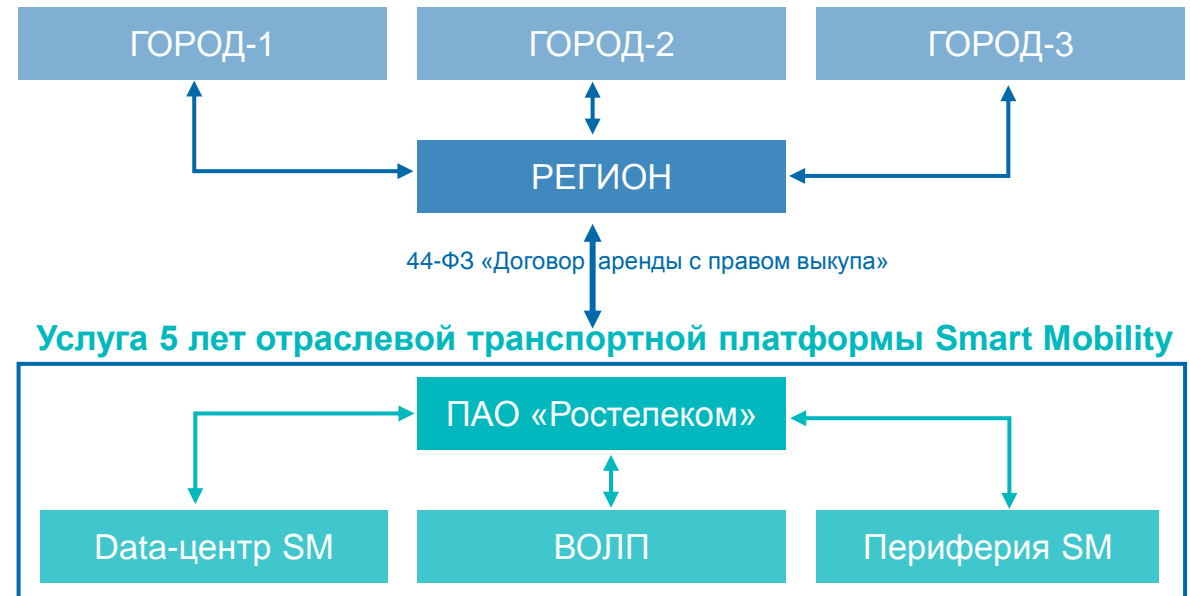 ГОРОД-1
ГОРОД-2
ГОРОД-3
РЕГИОН
44-ФЗ «Договор аренды с правом выкупа»
Услуга 5 лет отраслевой транспортной платформы Smart Mobility
ПАО «Ростелеком»
Data-центр SM
ВОЛП
Периферия SM